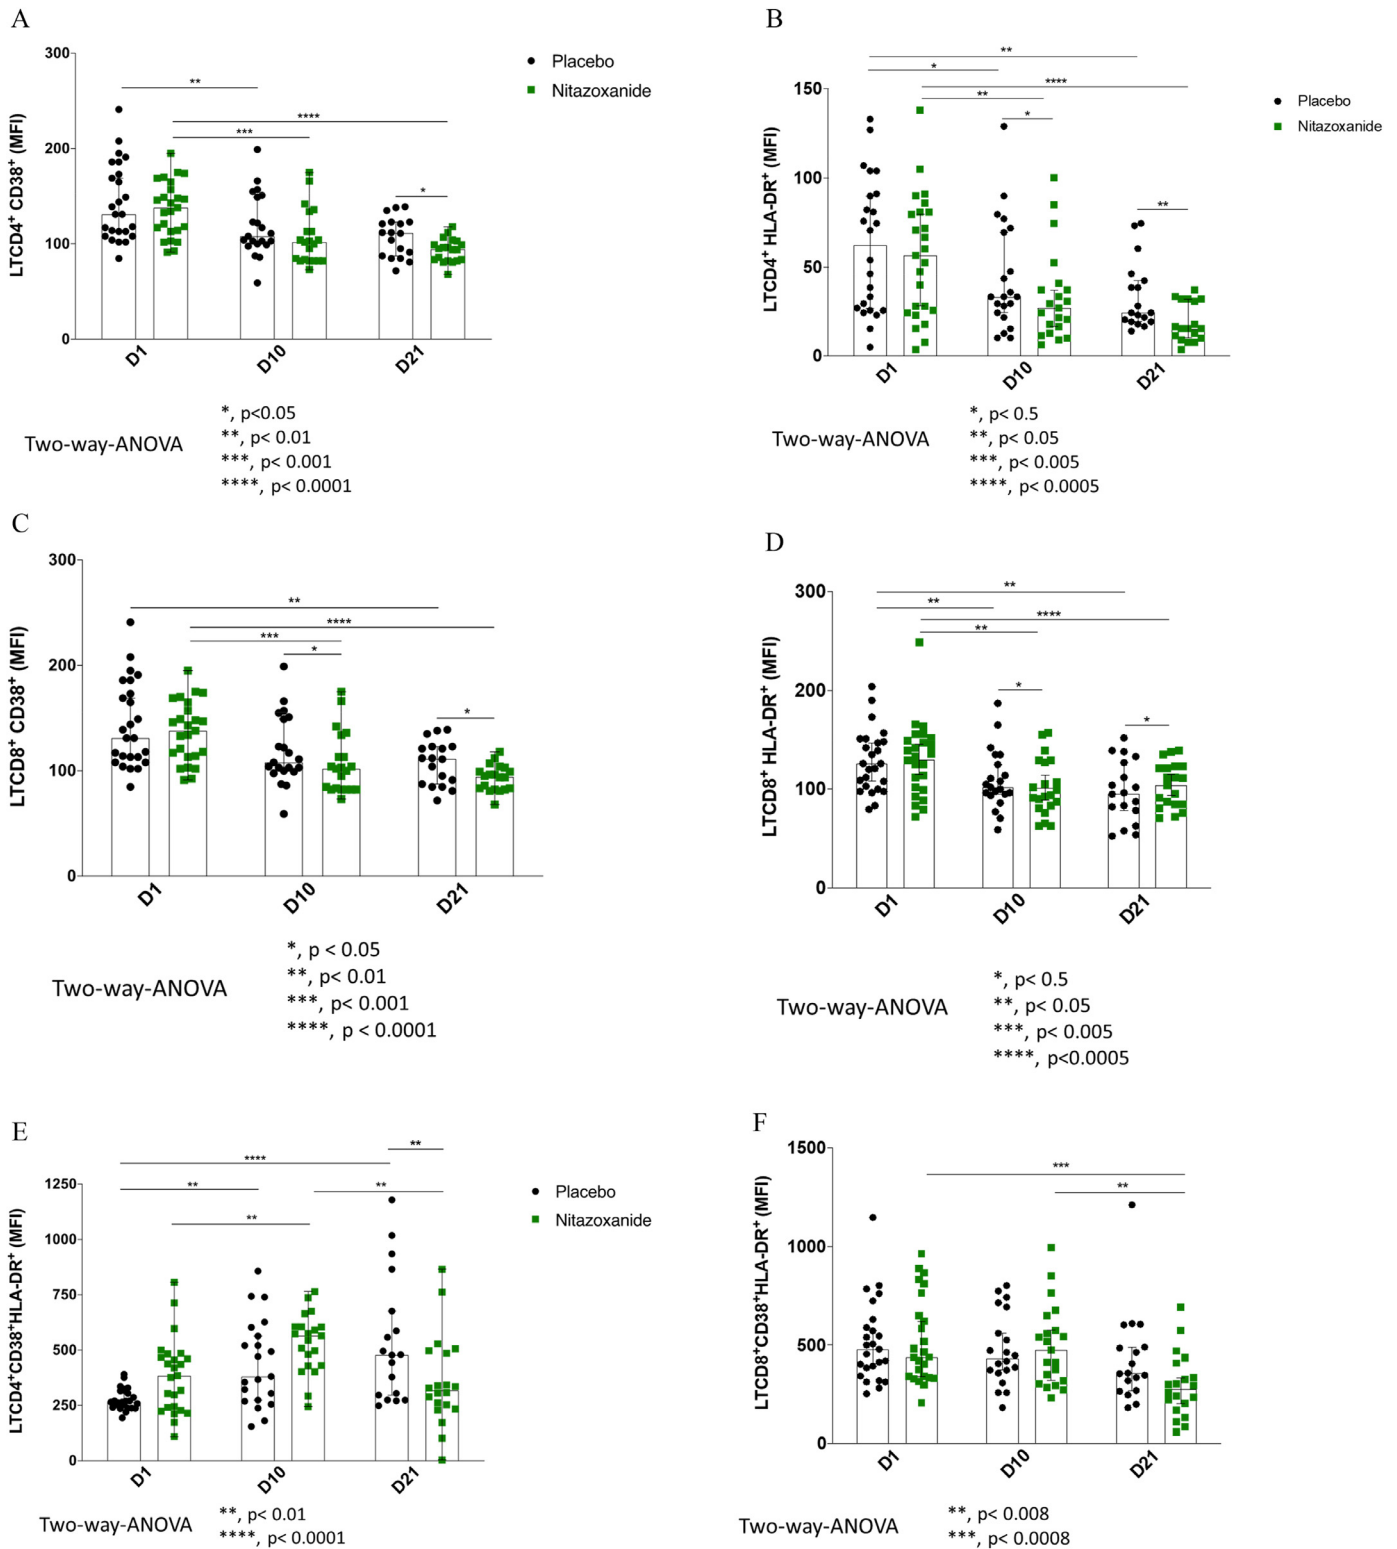 A
300
200
100
0
LTCD4+ CD38+ (MFI)
**
****
***
*
D1
D10
D21
Placebo
Nitazoxanide
Two-way-ANOVA
*, p<0.05
**, p< 0.01
***, p< 0.001
****, p< 0.0001
B
150
100
50
0
LTCD4+ HLA-DR+ (MFI)
**
*
****
**
*
**
D1
D10
D21
Placebo
Nitazoxanide
Two-way-ANOVA
*, p< 0.5
**, p< 0.05
***, p< 0.005
****, p< 0.0005
C
300
200
100
0
LTCD8+ CD38+ (MFI)
**
****
***
*
*
D1
D10
D21
Two-way-ANOVA
*, p < 0.05
**, p< 0.01
***, p< 0.001
****, p < 0.0001
D
300
200
100
0
LTCD8+ HLA-DR+ (MFI)
**
**
****
**
*
*
D1
D10
D21
Two-way-ANOVA
*, p< 0.5
**, p< 0.05
***, p< 0.005
****, p<0.0005
E
1250
1000
750
500
250
0
LTCD4+CD38+HLA-DR+ (MFI)
**
****
**
**
**
D1
D10
D21
Placebo
Nitazoxanide
Two-way-ANOVA
**, p< 0.01
****, p< 0.0001
F
1500
1000
500
0
LTCD8+CD38+HLA-DR+ (MFI)
***
**
D1
D10
D21
Two-way-ANOVA
**, p< 0.008
***, p< 0.0008